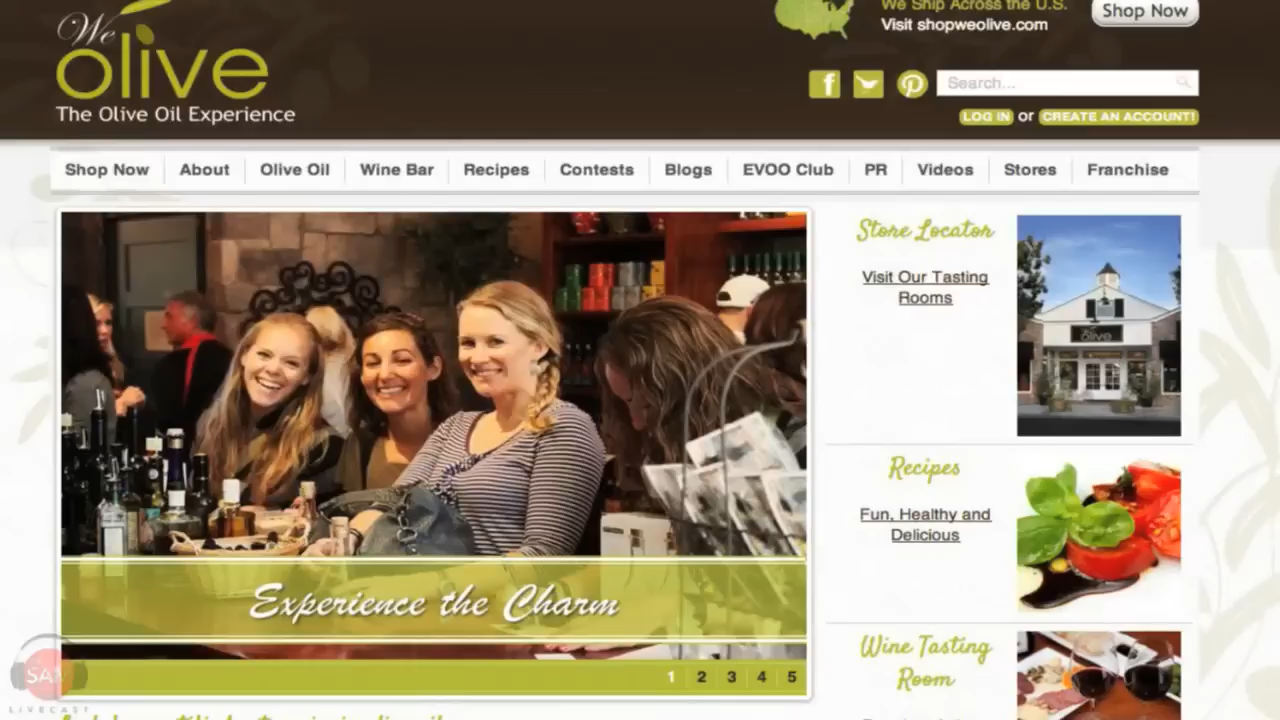 We Ship Across the U.S.
Visit shopweolive.com
Shop Now
We
olive
The Olive Oil Experience
Search...
LOG IN or CREATE AN ACCOUNT!
Shop Now
About
Olive Oil
Wine Bar
Recipes
Contests
Blogs
EVOO Club
PR
Videos
Stores
Franchise
Store Locator
Visit Our Tasting
Rooms
olive
Recipes
Fun, Healthy and
Delicious
Experience the Charm
Wine Tasting
Room
1 2 3 4 5
SAM
LIVECAST